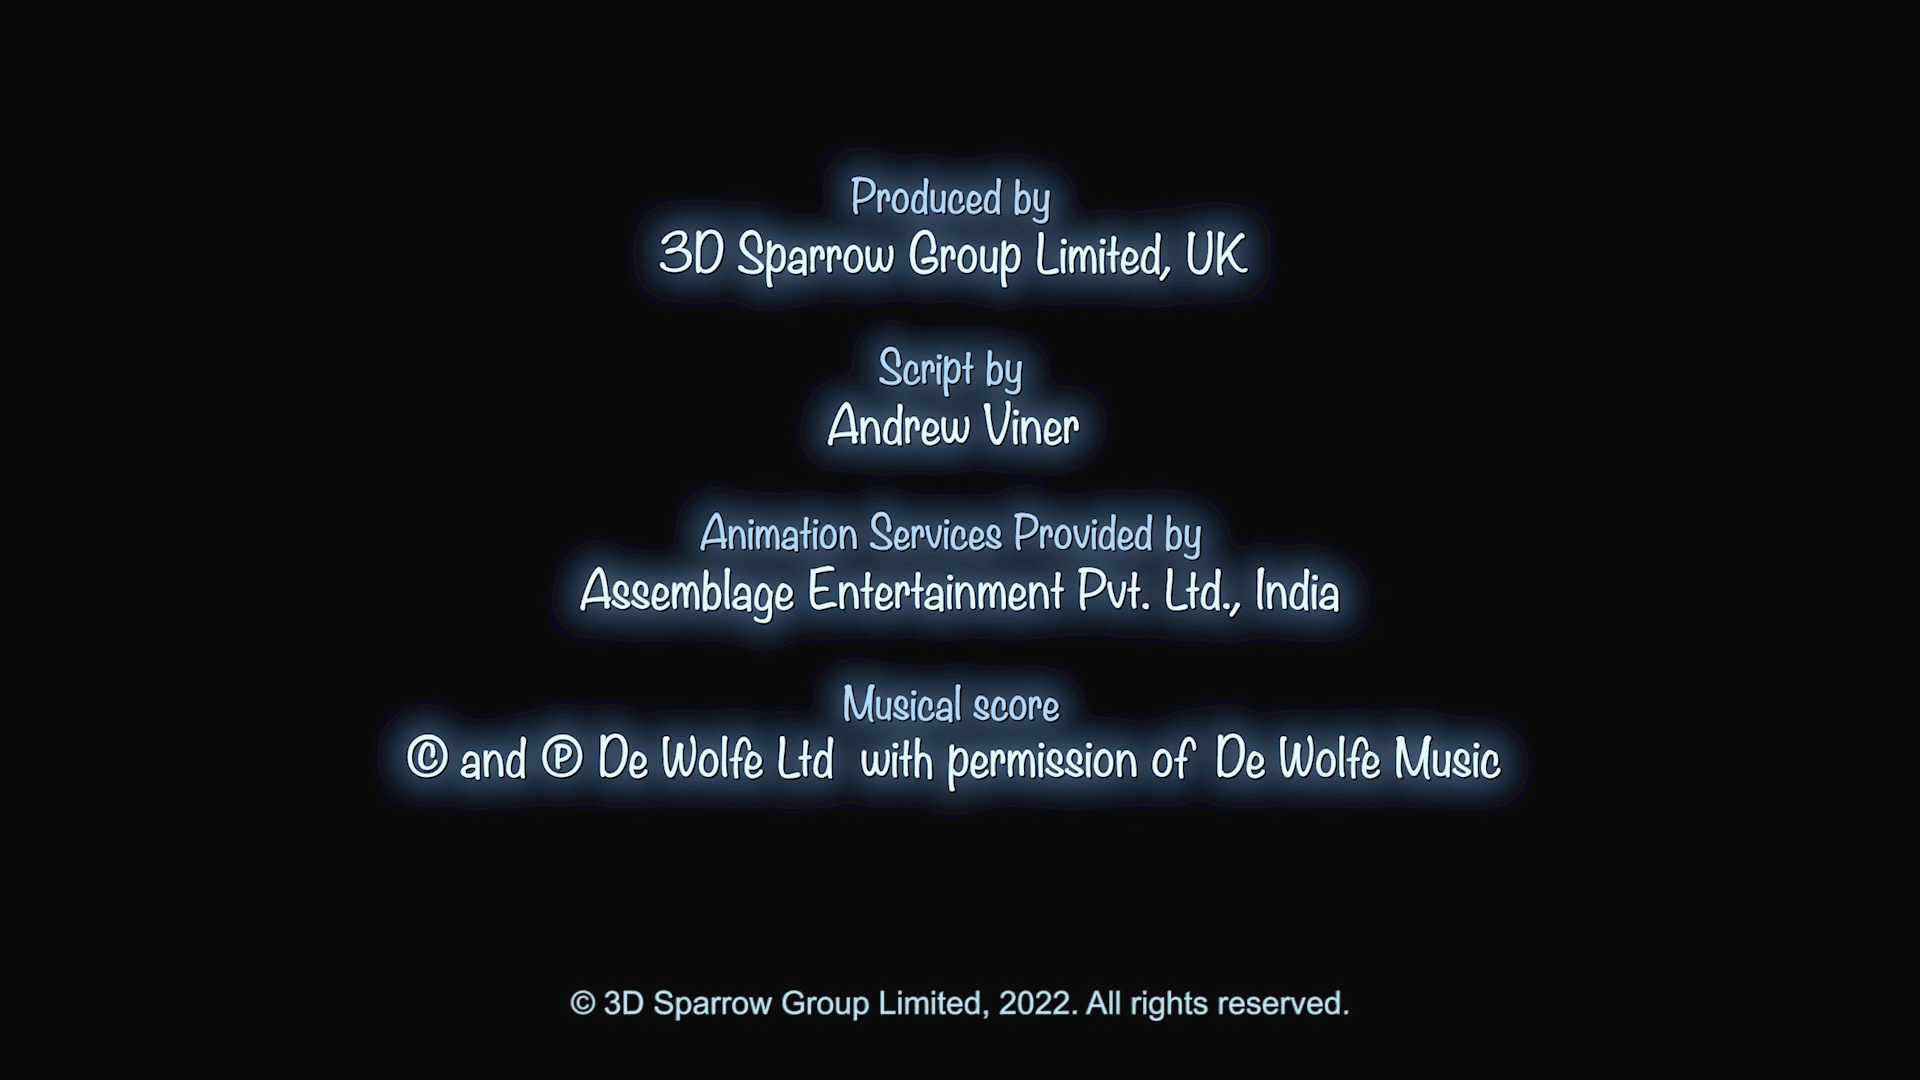 Produced by
3D Sparrow Group Limited, UK
Script by
Andrew Viner
Animation Services Provided by
Assemblage Entertainment Pvt. Ltd., India
Musical score
© and ℗ De Wolfe Ltd with permission of De Wolfe Music
© 3D Sparrow Group Limited, 2022. All rights reserved.